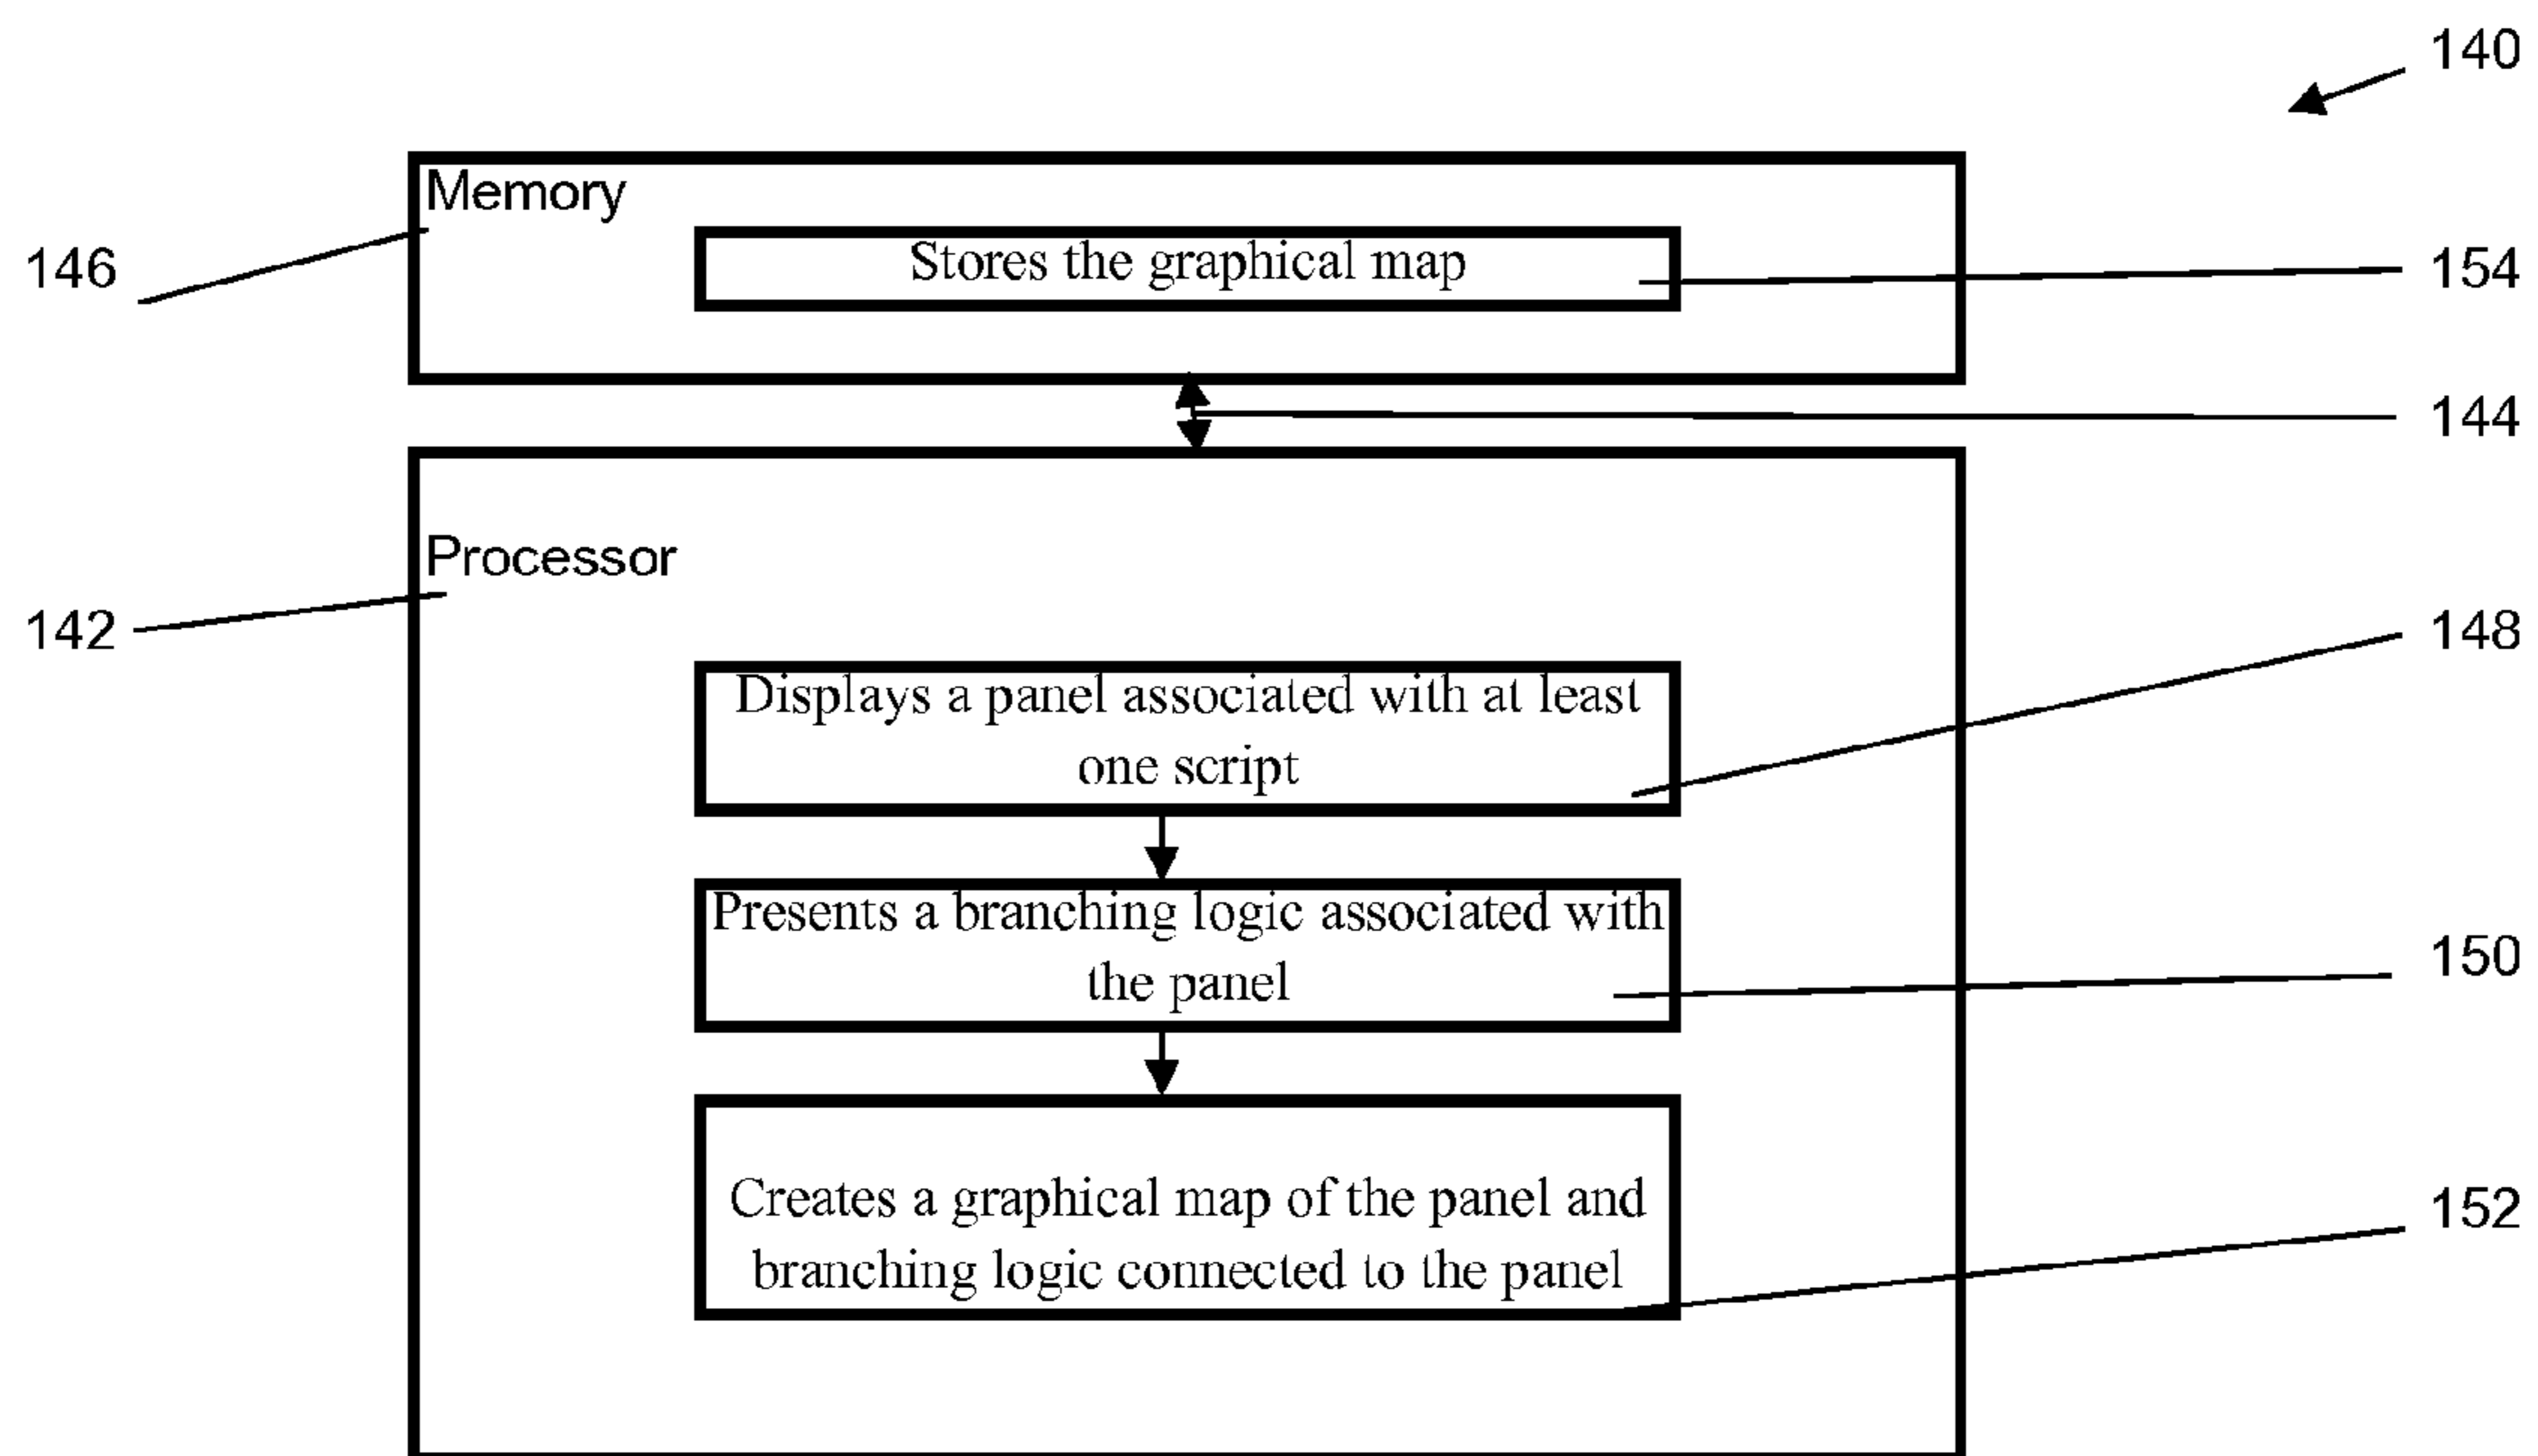 140
Memory
146
Stores the graphical map
154
144
Processor
142
148
Displays a panel associated with at least
one script
Presents a branching logic associated with
the panel
150
Creates a graphical map of the panel and
branching logic connected to the panel
152